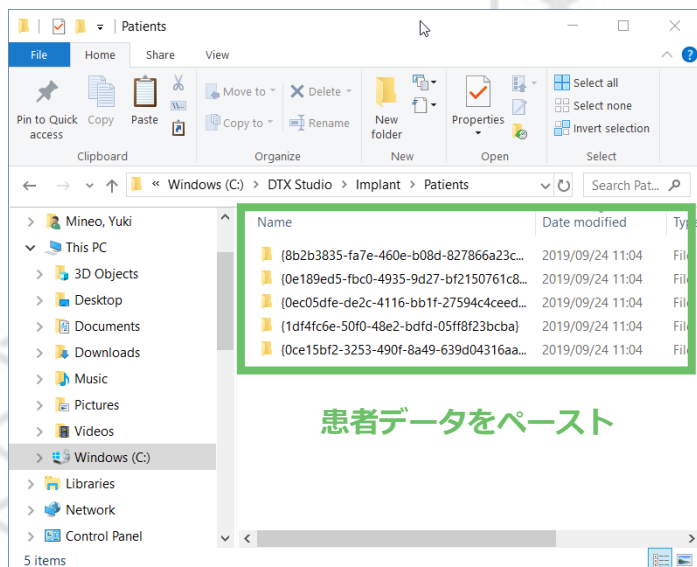 Patients
File Home Share View
Pin to Quick access
Copy
Paste
Clipboard
Move to
Copy to
Delete
Rename
Organize
New folder
New
Properties
Open
Select all
Select none
Invert selection
Select
« Windows (C:) > DTX Studio > Implant > Patients
Search Pat...
Mineo, Yuki
This PC
3D Objects
Desktop
Documents
Downloads
Music
Pictures
Videos
Windows (C:)
Libraries
Network
Control Panel
Name Date modified Type
{8b2b3835-fa7e-460e-b08d-827866a23c... 2019/09/24 11:04 File
{0e189ed5-fbc0-4935-9d27-bf2150761c8... 2019/09/24 11:04 File
{0ec05dfe-de2c-4116-bb1f-27594c4ceed... 2019/09/24 11:04 File
{1df4fc6e-50f0-48e2-bdfd-05ff8f23bcba} 2019/09/24 11:04 File
{0ce15bf2-3253-490f-8a49-639d04316aa... 2019/09/24 11:04 File
患者データをペースト
5 items